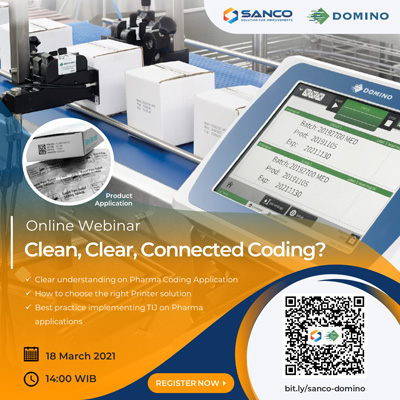 SANCO
SOLUTION FOR IMPROVEMENTS
DOMINO
DOMINO
Batch: 20192700 MED
Prod: 20191105
Exp: 20211130
Batch: 20192700 MED
Prod: 20191105
Exp: 20211130
Product
Application
Online Webinar
Clean, Clear, Connected Coding?
✓ Clear understanding on Pharma Coding Application
✓ How to choose the right Printer solution
✓ Best practice implementing TIJ on Pharma
applications
18 March 2021
14:00 WIB
REGISTER NOW
SANCO DOMINO
bit.ly/sanco-domino